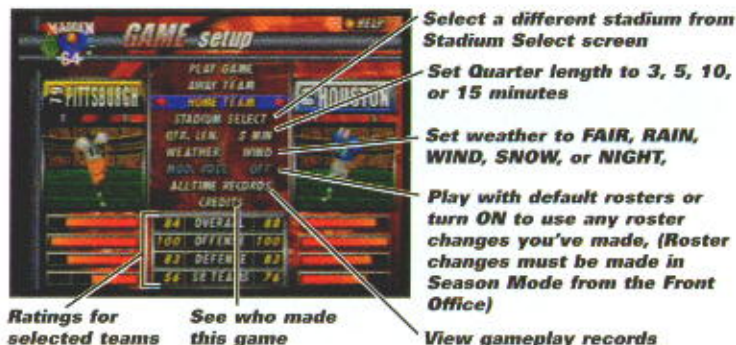 MADDEN
64
GAME setup
HELP
79 PITTSBURGH
HOUSTON
PLAY GAME
AWAY TEAM
HOME TEAM
STADIUM SELECT
QTR. LEN. 5 MIN
WEATHER WIND
MOD. ROST. OFF
ALLTIME RECORDS
CREDITS
84 OVERALL 88
100 OFFENSE 100
83 DEFENSE 83
56 SP. TEAMS 76
Select a different stadium from
Stadium Select screen
Set Quarter length to 3, 5, 10,
or 15 minutes
Set weather to FAIR, RAIN,
WIND, SNOW, or NIGHT,
Play with default rosters or
turn ON to use any roster
changes you've made, (Roster
changes must be made in
Season Mode from the Front
Office)
View gameplay records
Ratings for
selected teams
See who made
this game